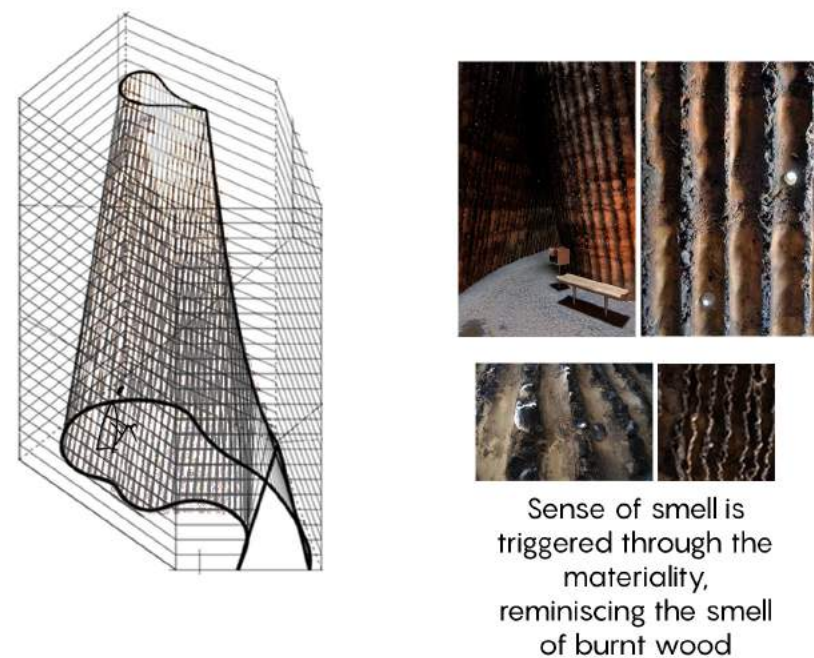 Sense of smell is
triggered through the
materiality,
reminiscing the smell
of burnt wood